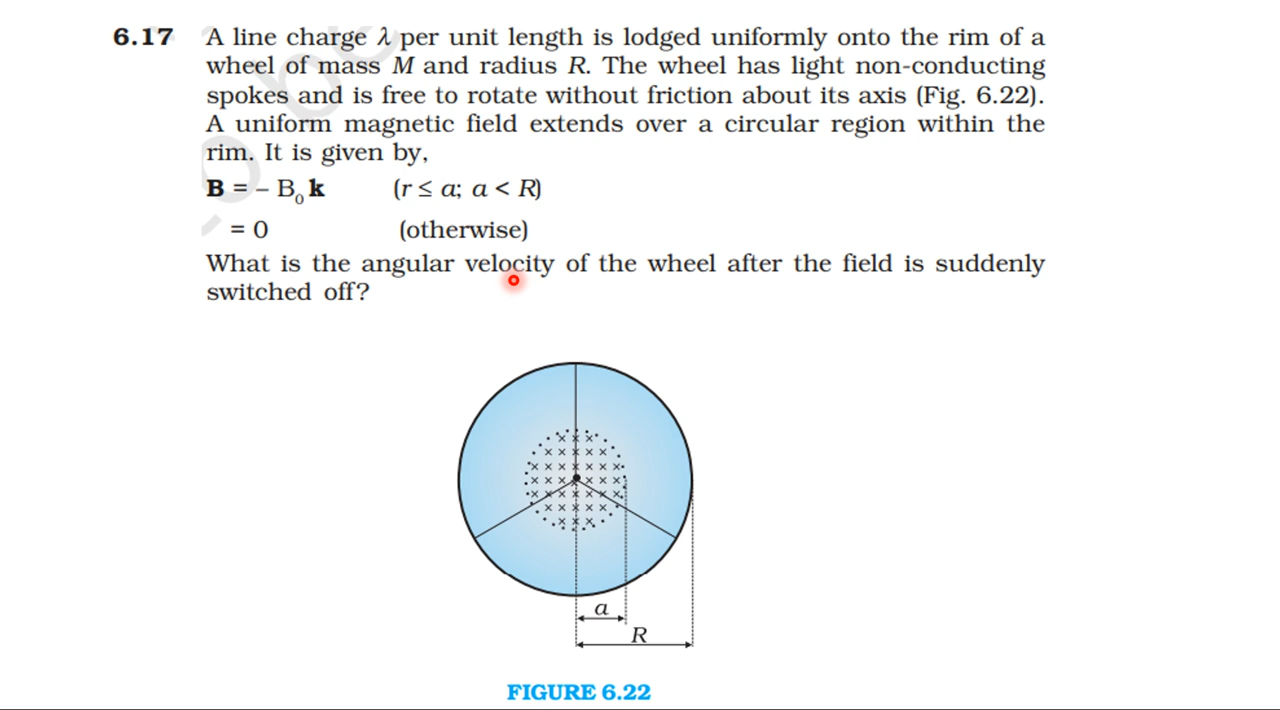 6.17 A line charge λ per unit length is lodged uniformly onto the rim of a
wheel of mass M and radius R. The wheel has light non-conducting
spokes and is free to rotate without friction about its axis (Fig. 6.22).
A uniform magnetic field extends over a circular region within the
rim. It is given by,
B = – B₀ k (r ≤ a; a < R)
= 0 (otherwise)
What is the angular velocity of the wheel after the field is suddenly
switched off?
a
R
FIGURE 6.22